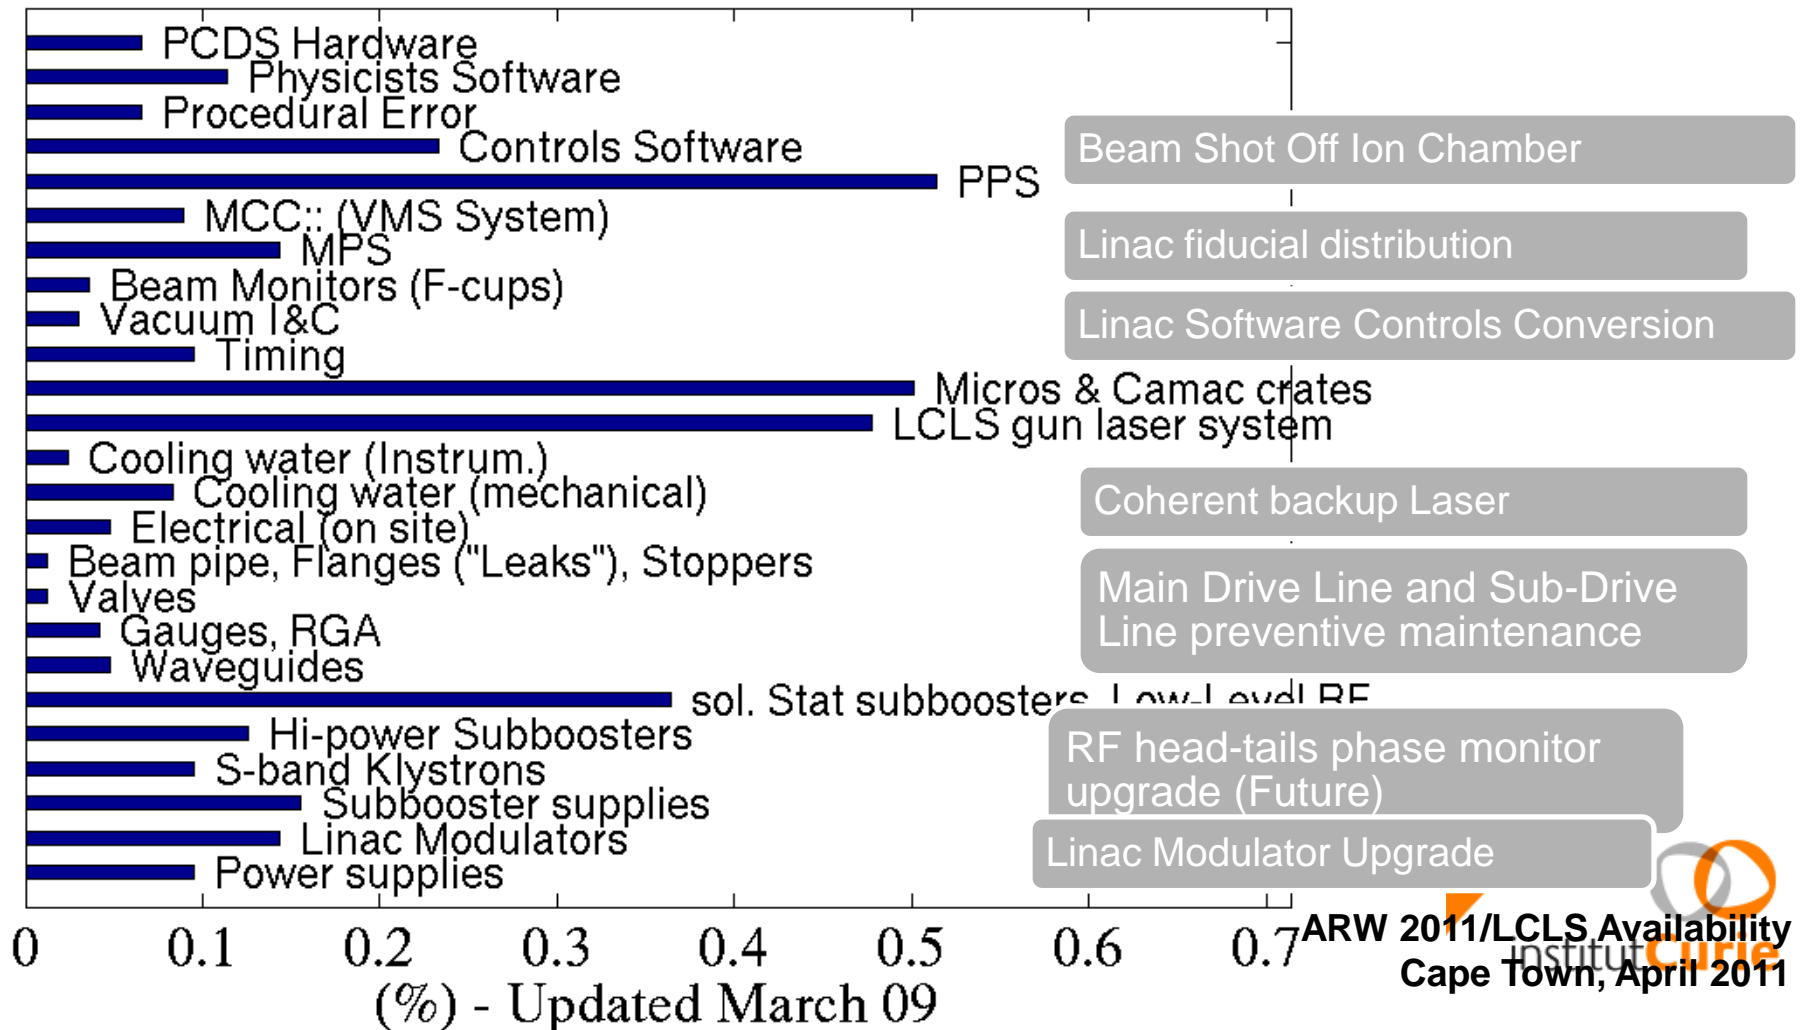 PCDS Hardware
Physicists Software
Procedural Error
Controls Software
Beam Shot Off Ion Chamber
PPS
MCC:: (VMS System)
Linac fiducial distribution
MPS
Beam Monitors (F-cups)
Vacuum I&C
Linac Software Controls Conversion
Timing
Micros & Camac crates
LCLS gun laser system
Cooling water (Instrum.)
Cooling water (mechanical)
Coherent backup Laser
Electrical (on site)
Beam pipe, Flanges ("Leaks"), Stoppers
Valves
Main Drive Line and Sub-Drive
Line preventive maintenance
Gauges, RGA
Waveguides
sol. Stat subboosters, Low-Level RF
Hi-power Subboosters
RF head-tails phase monitor
upgrade (Future)
S-band Klystrons
Subbooster supplies
Linac Modulators
Linac Modulator Upgrade
Power supplies
0 0.1 0.2 0.3 0.4 0.5 0.6 0.7
(%) - Updated March 09
ARW 2011/LCLS Availability
Cape Town, April 2011
institutCurie